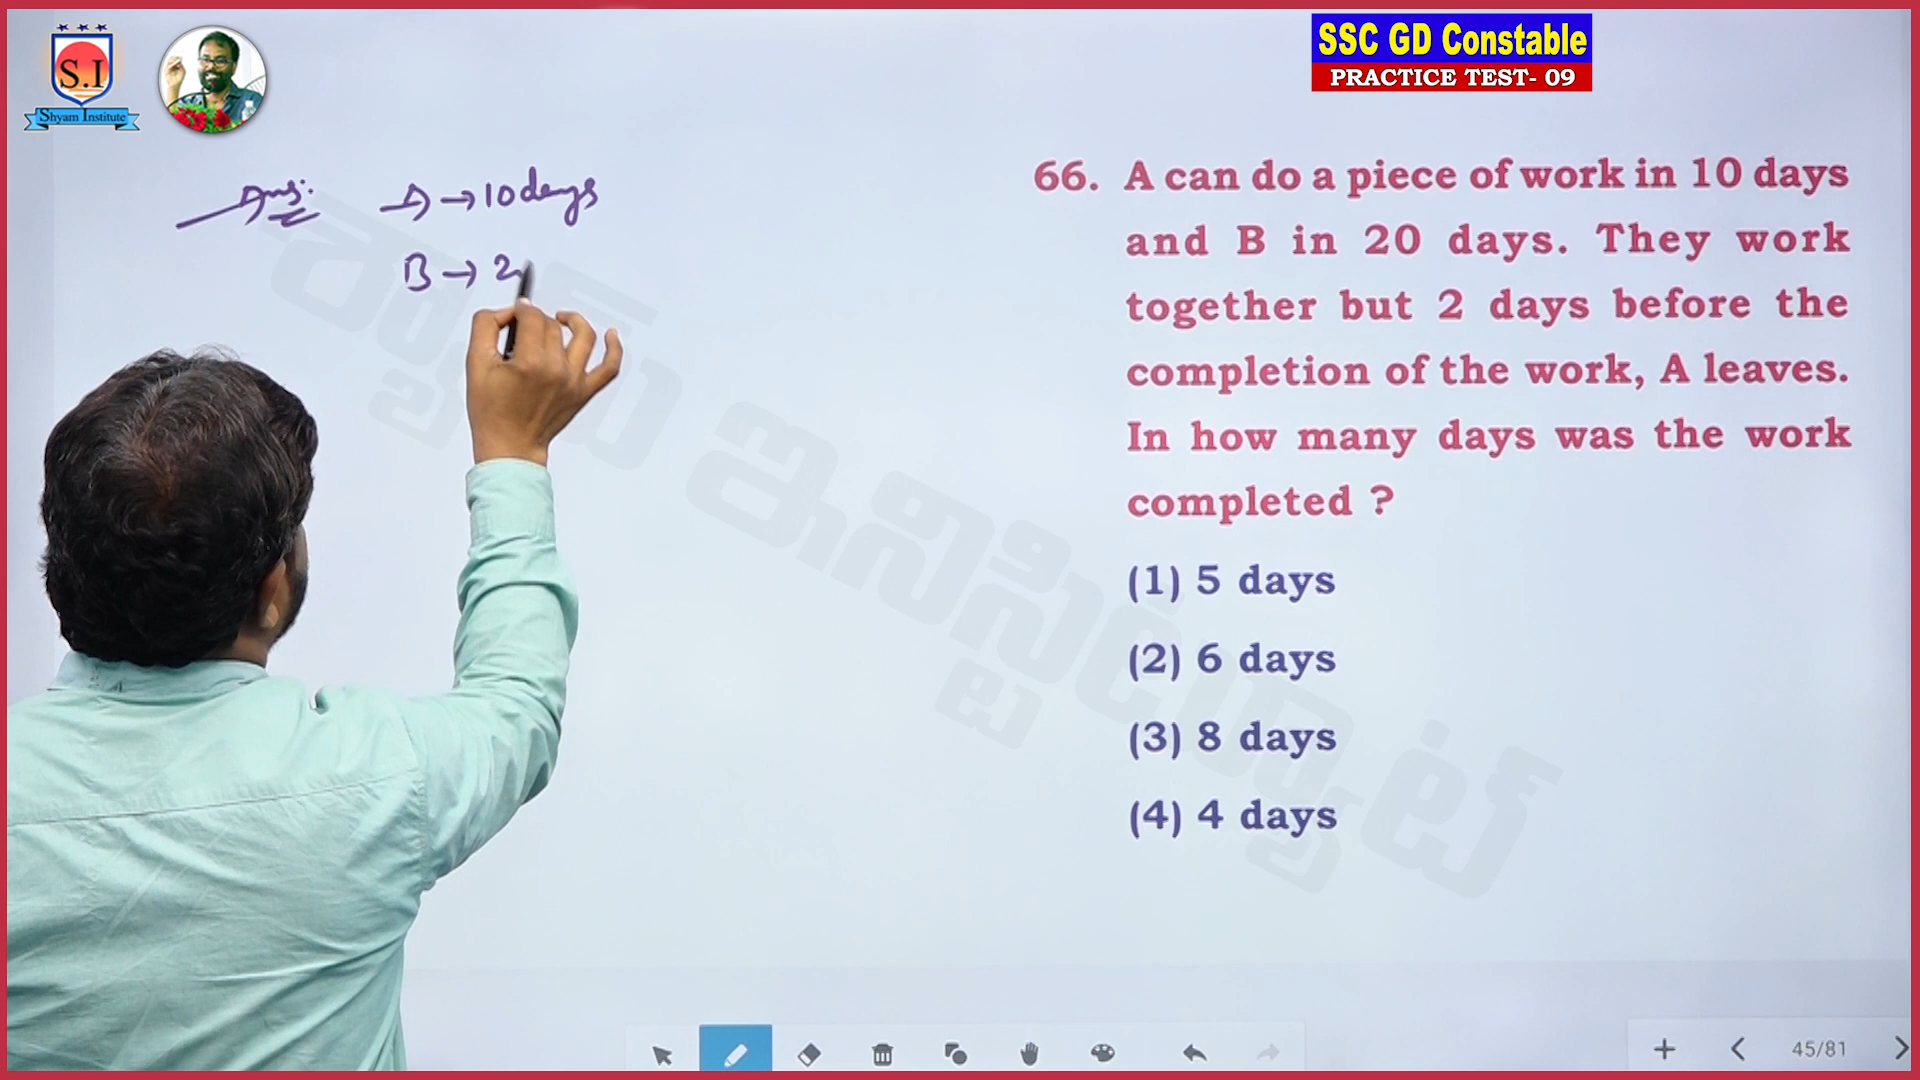 S.I
Shyam Institute
SSC GD Constable
PRACTICE TEST- 09
Ans:
A → 10 days
B → 2
66. A can do a piece of work in 10 days
and B in 20 days. They work
together but 2 days before the
completion of the work, A leaves.
In how many days was the work
completed ?
(1) 5 days
(2) 6 days
(3) 8 days
(4) 4 days
శ్యామ్ ఇన్స్టిట్యూట్
45/81